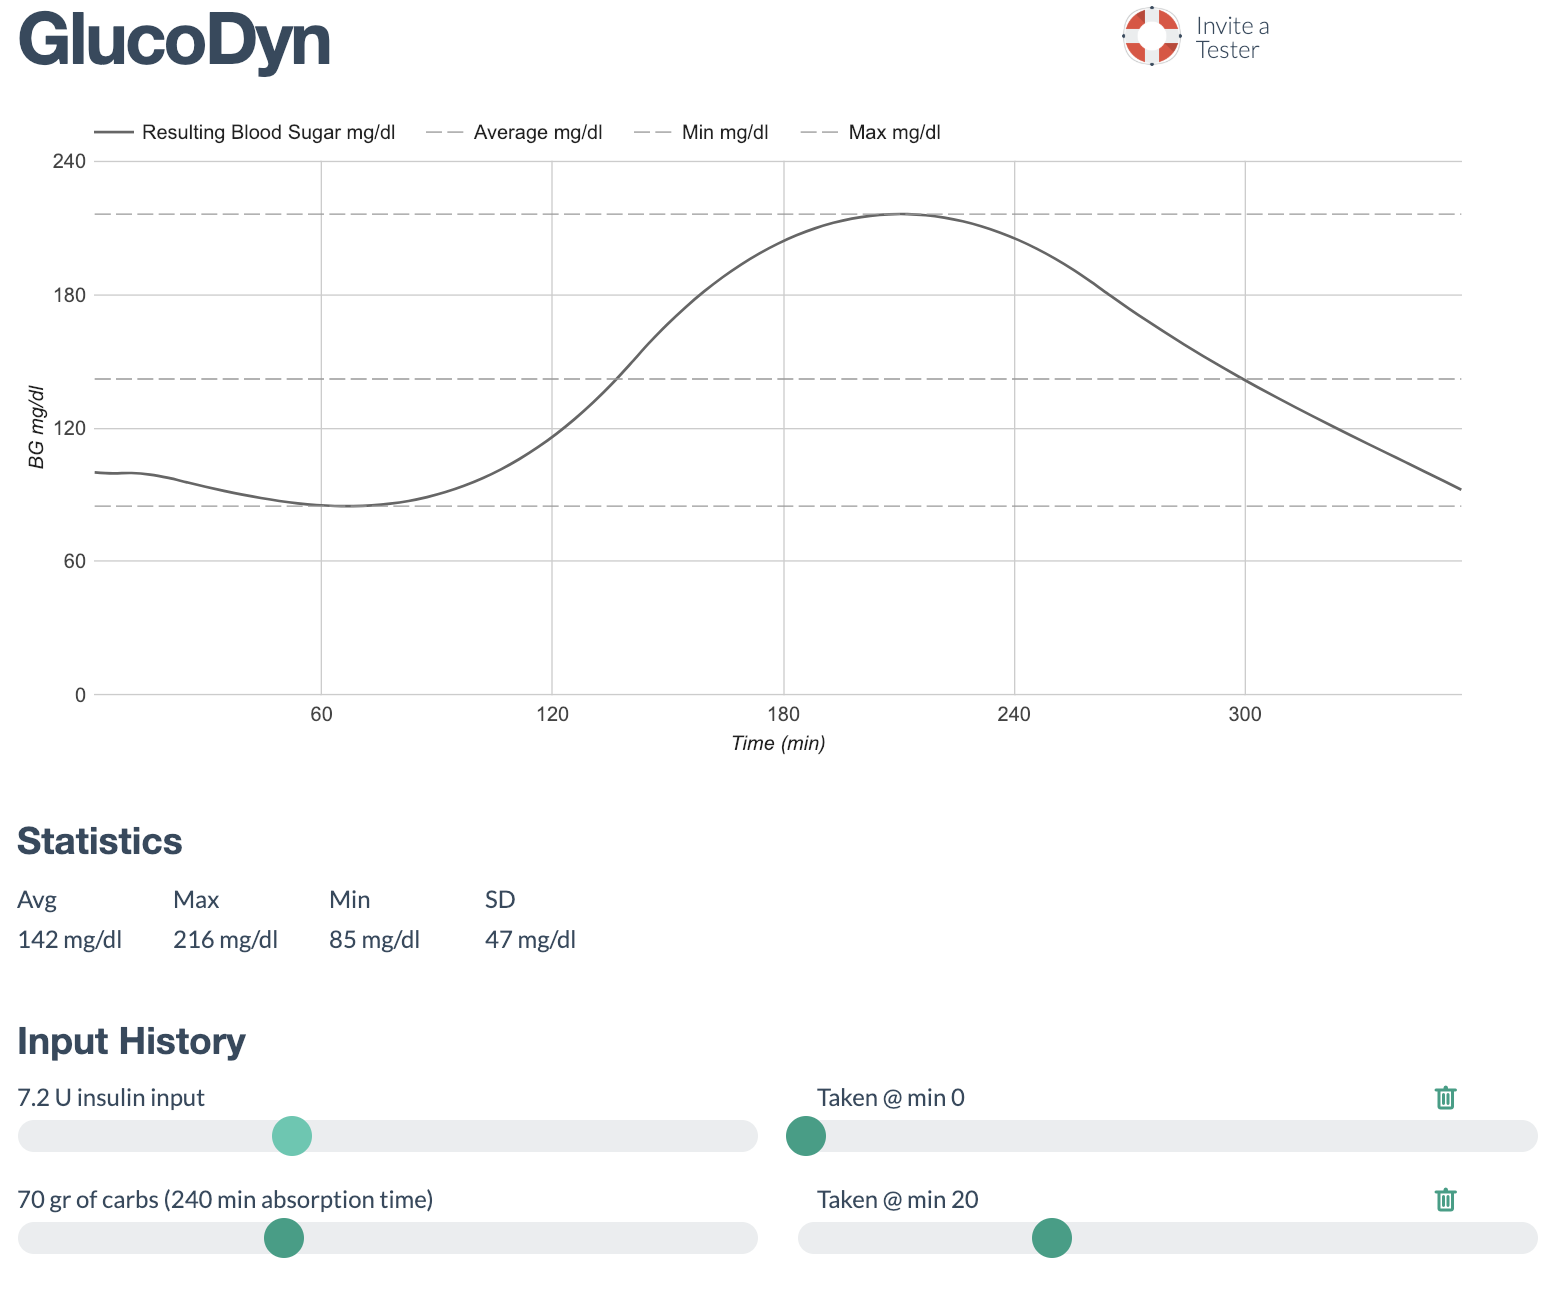 GlucoDyn
Invite a
Tester
Resulting Blood Sugar mg/dl Average mg/dl Min mg/dl Max mg/dl
240
180
120
60
0
BG mg/dl
60 120 180 240 300
Time (min)
Statistics
Avg Max Min SD
142 mg/dl 216 mg/dl 85 mg/dl 47 mg/dl
Input History
7.2 U insulin input Taken @ min 0
70 gr of carbs (240 min absorption time) Taken @ min 20